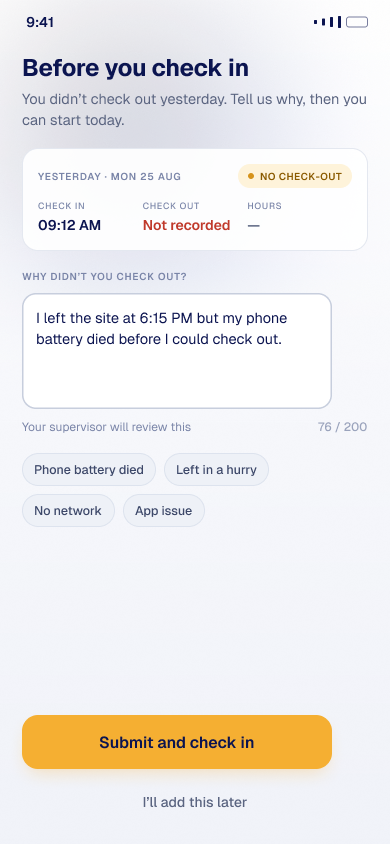 9:41
Before you check in
You didn’t check out yesterday. Tell us why, then you
can start today.
YESTERDAY · MON 25 AUG
NO CHECK-OUT
CHECK IN
CHECK OUT
HOURS
09:12 AM
Not recorded
—
WHY DIDN’T YOU CHECK OUT?
I left the site at 6:15 PM but my phone
battery died before I could check out.
Your supervisor will review this
76 / 200
Phone battery died
Left in a hurry
No network
App issue
Submit and check in
I’ll add this later